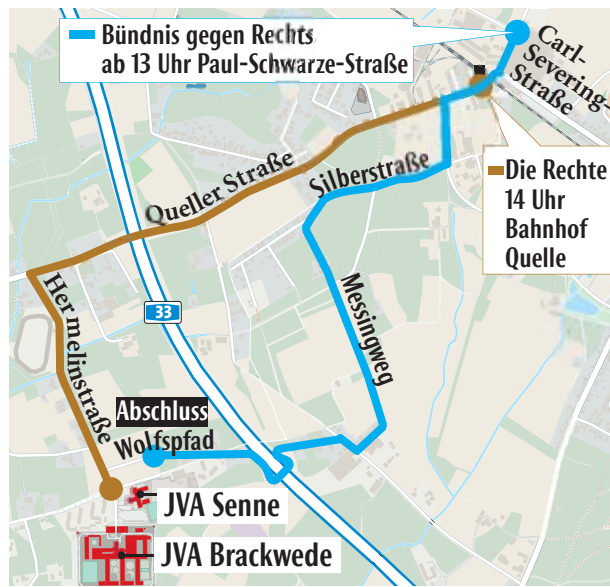 Bündnis gegen Rechts
ab 13 Uhr Paul-Schwarze-Straße
Carl-
Severing-
Straße
Die Rechte
14 Uhr
Bahnhof
Quelle
Queller Straße
Silberstraße
Messingweg
Hermelinstraße
33
Abschluss
Wolfspfad
JVA Senne
JVA Brackwede